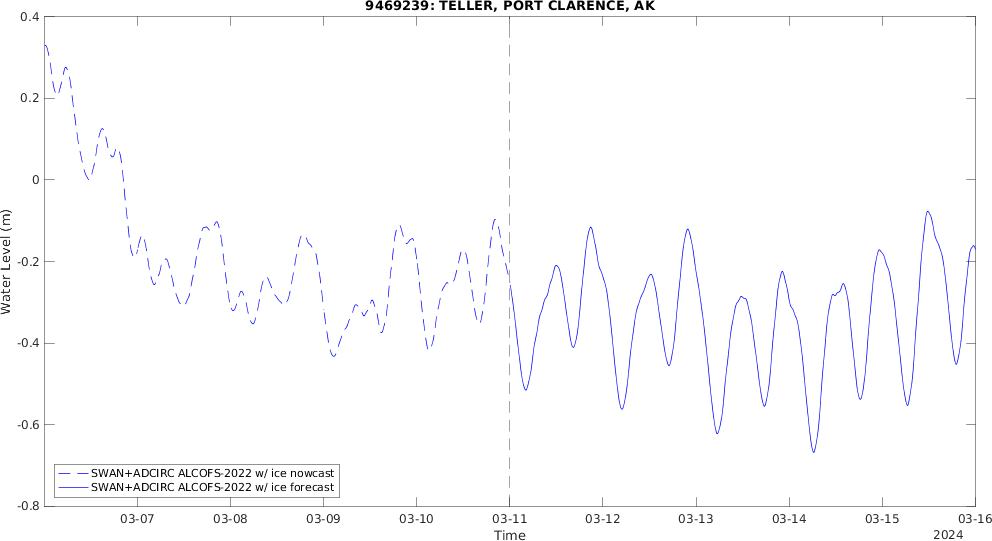 9469239: TELLER, PORT CLARENCE, AK
0.4
0.2
0
-0.2
-0.4
-0.6
-0.8
Water Level (m)
SWAN+ADCIRC ALCOFS-2022 w/ ice nowcast
SWAN+ADCIRC ALCOFS-2022 w/ ice forecast
03-07 03-08 03-09 03-10 03-11 03-12 03-13 03-14 03-15 03-16
Time
2024